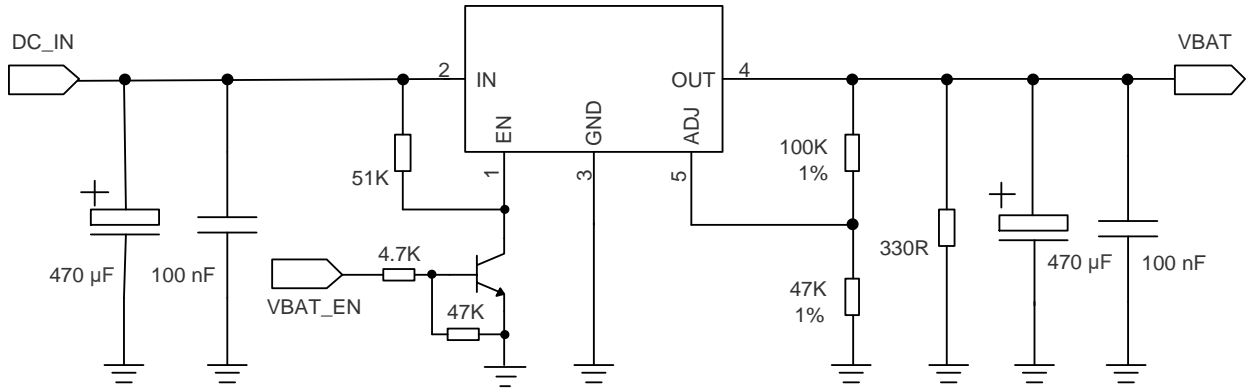 DC_IN
VBAT
2
IN
OUT
4
EN
GND
ADJ
1
3
5
51K
100K
1%
470 µF
100 nF
4.7K
VBAT_EN
47K
330R
47K
1%
470 µF
100 nF